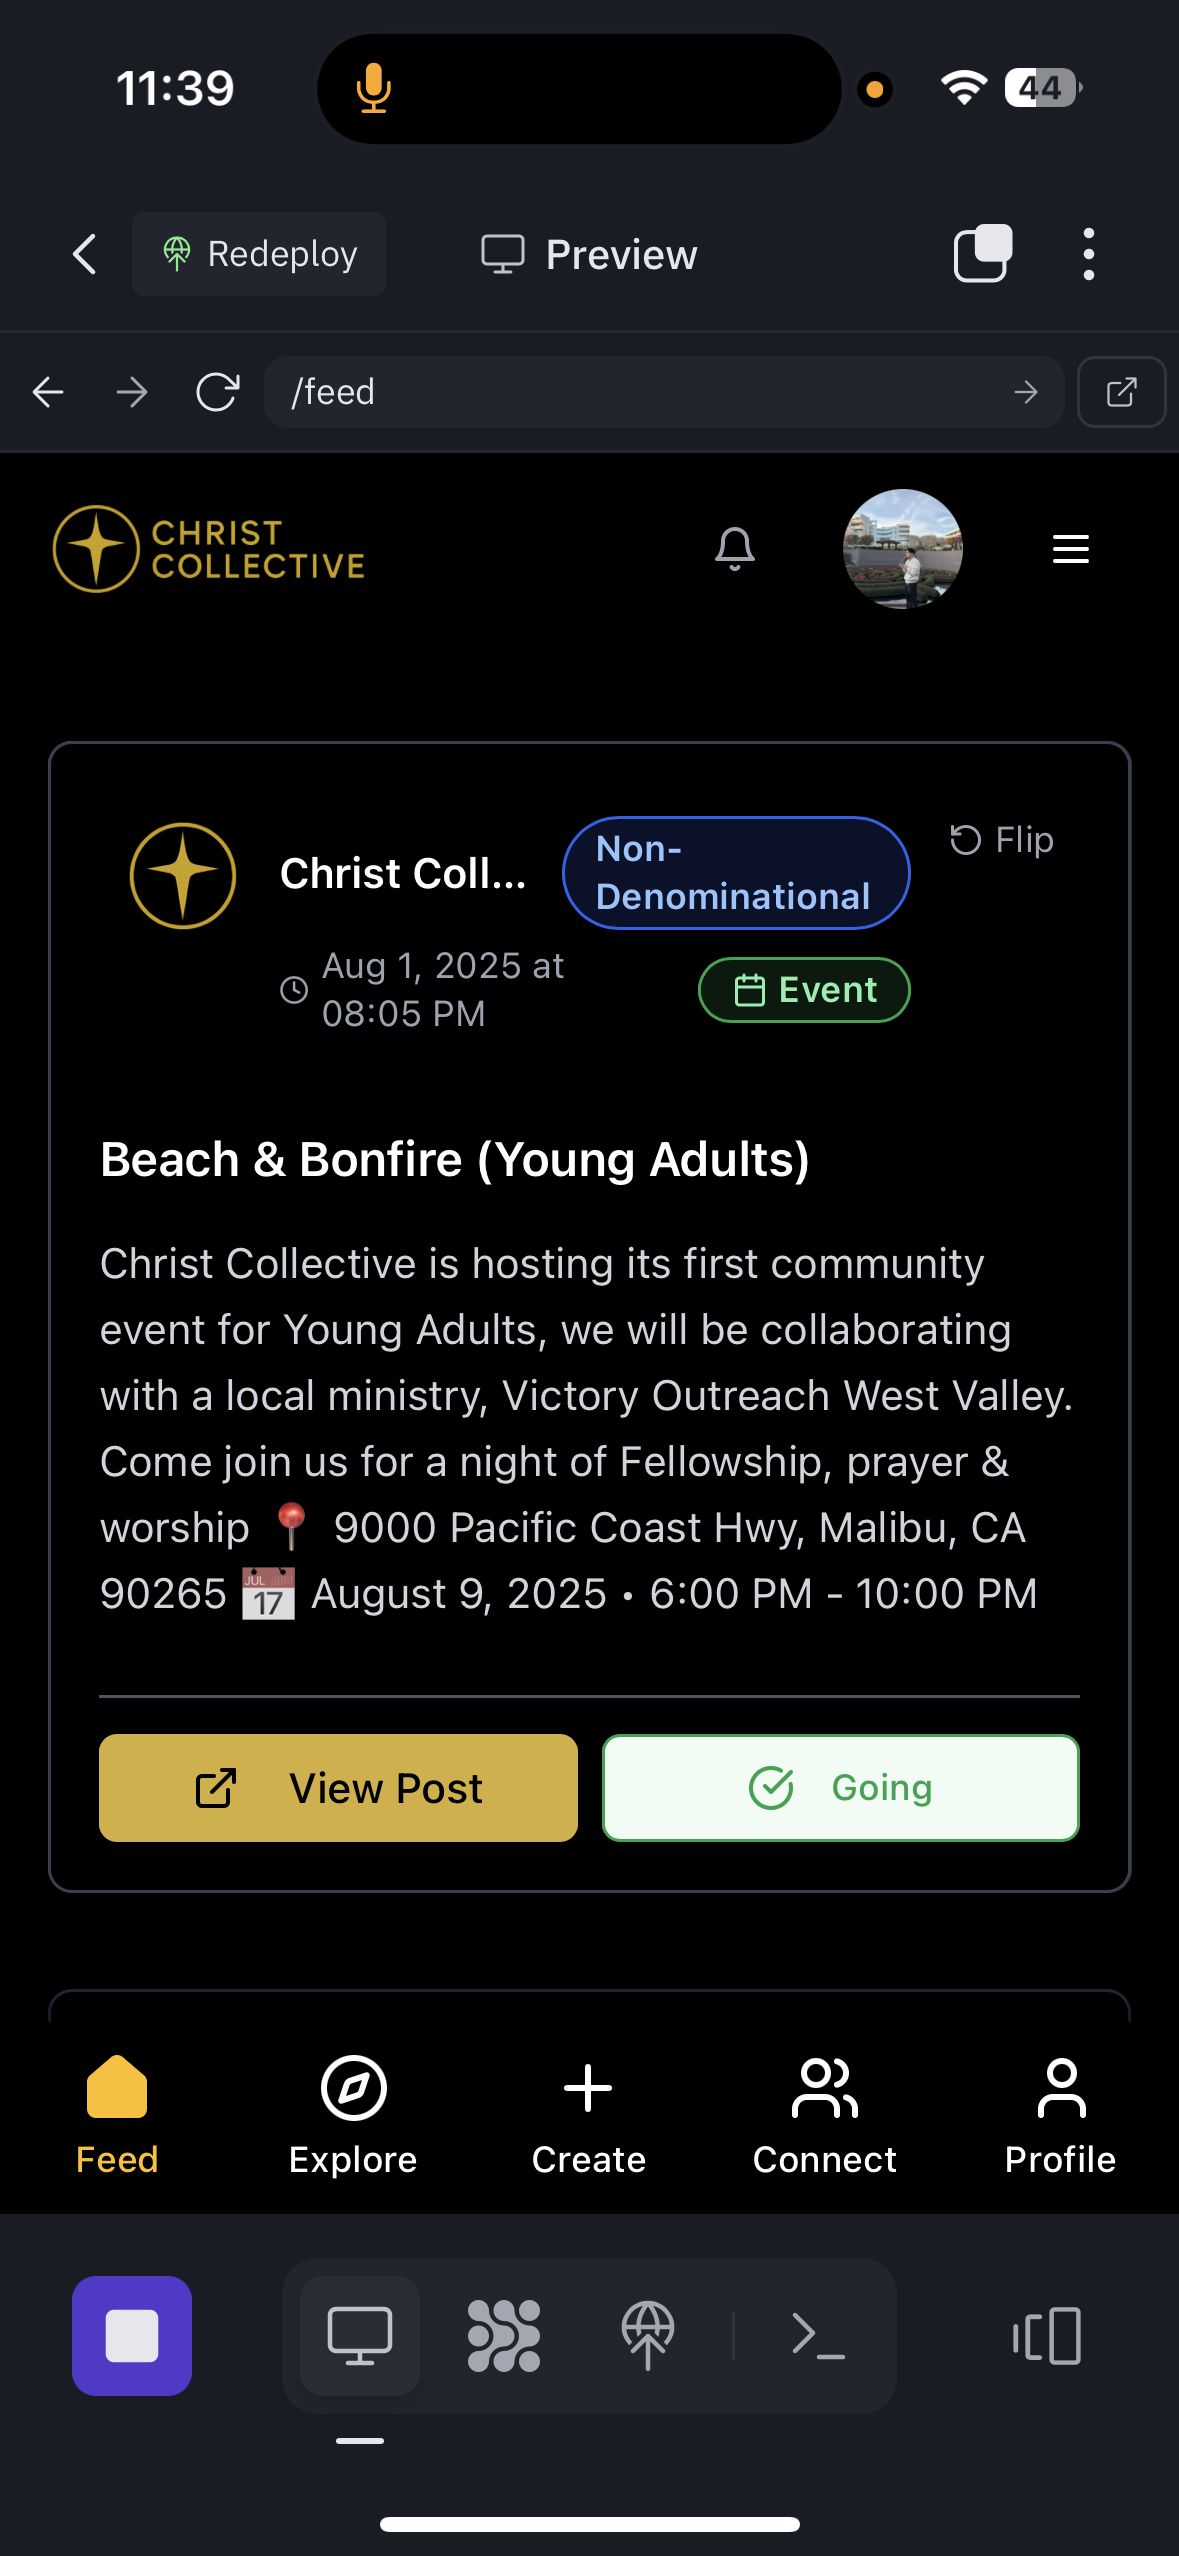 11:39
44
Redeploy
Preview
/feed
CHRIST
COLLECTIVE
Christ Coll...
Non-
Denominational
Flip
Aug 1, 2025 at
08:05 PM
Event
Beach & Bonfire (Young Adults)
Christ Collective is hosting its first community
event for Young Adults, we will be collaborating
with a local ministry, Victory Outreach West Valley.
Come join us for a night of Fellowship, prayer &
worship 📍 9000 Pacific Coast Hwy, Malibu, CA
90265 📅 August 9, 2025 • 6:00 PM - 10:00 PM
View Post
Going
Feed
Explore
Create
Connect
Profile